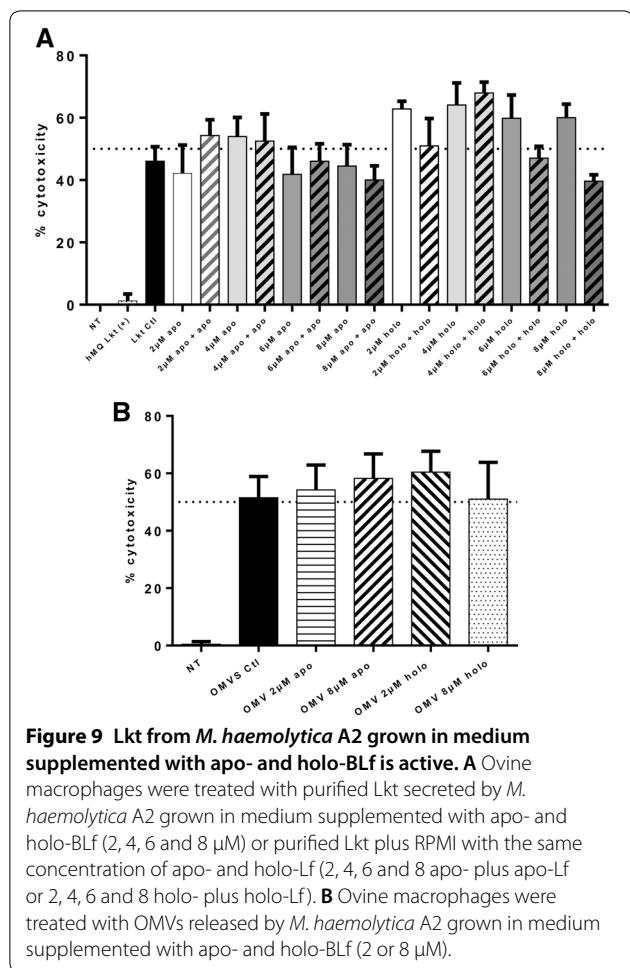 A
80
60
40
20
0
% cytotoxicity
NT
hMQ Lkt (+)
Lkt Ctl
2µM apo
2µM apo + apo
4µM apo
4µM apo + apo
6µM apo
6µM apo + apo
8µM apo
8µM apo + apo
2µM holo
2µM holo + holo
4µM holo
4µM holo + holo
6µM holo
6µM holo + holo
8µM holo
8µM holo + holo
B
80
60
40
20
0
% cytotoxicity
NT
OMVS Ctl
OMV 2µM apo
OMV 8µM apo
OMV 2µM holo
OMV 8µM holo
Figure 9 Lkt from M. haemolytica A2 grown in medium
supplemented with apo- and holo-BLf is active. A Ovine
macrophages were treated with purified Lkt secreted by M.
haemolytica A2 grown in medium supplemented with apo- and
holo-BLf (2, 4, 6 and 8 µM) or purified Lkt plus RPMI with the same
concentration of apo- and holo-Lf (2, 4, 6 and 8 apo- plus apo-Lf
or 2, 4, 6 and 8 holo- plus holo-Lf). B Ovine macrophages were
treated with OMVs released by M. haemolytica A2 grown in medium
supplemented with apo- and holo-BLf (2 or 8 µM).